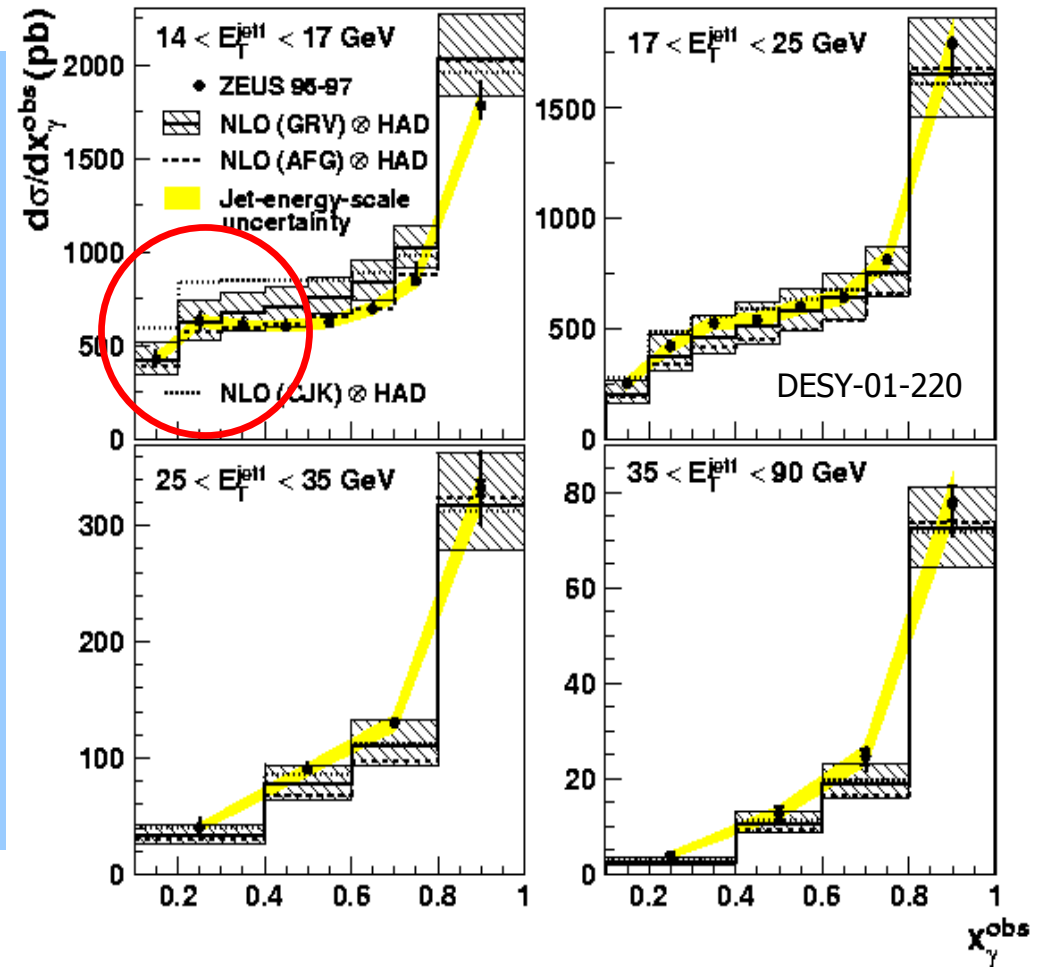 dσ/dxγ^obs (pb)
14 < E_T^jet1 < 17 GeV
ZEUS 95-97
NLO (GRV) ⊗ HAD
NLO (AFG) ⊗ HAD
Jet-energy-scale
uncertainty
NLO (CJK) ⊗ HAD
2000
1500
1000
500
0
17 < E_T^jet1 < 25 GeV
DESY-01-220
1500
1000
500
0
25 < E_T^jet1 < 35 GeV
300
200
100
0
0.2 0.4 0.6 0.8 1
35 < E_T^jet1 < 90 GeV
80
60
40
20
0
0.2 0.4 0.6 0.8 1
xγ^obs